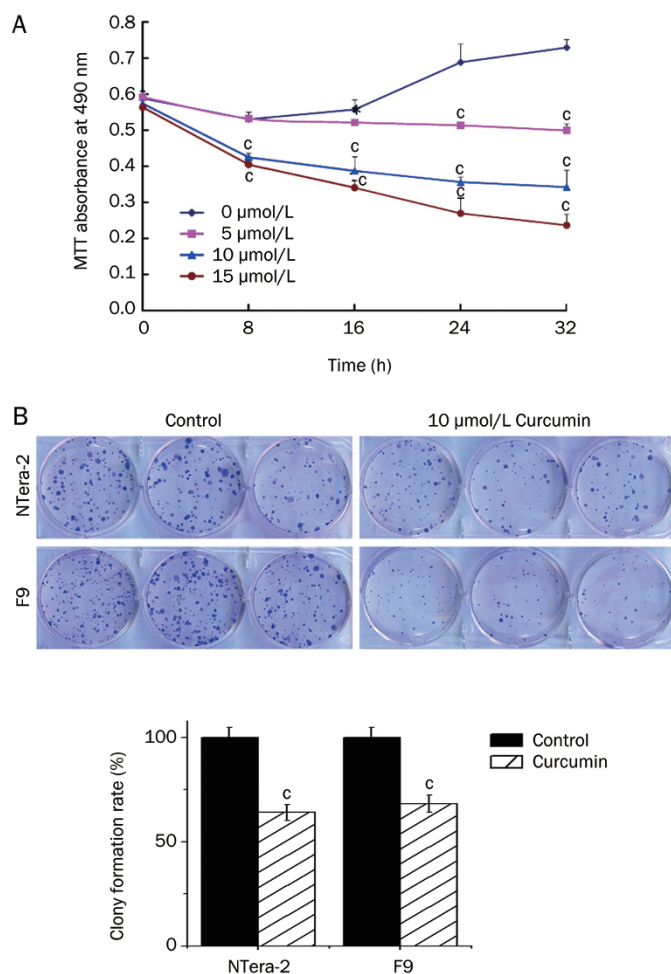 A
MTT absorbance at 490 nm
0.8
0.7
0.6
0.5
0.4
0.3
0.2
0.1
0.0
c
c
c
c
c
c
c
c
c
c
0 μmol/L
5 μmol/L
10 μmol/L
15 μmol/L
0
8
16
24
32
Time (h)
B
Control
10 μmol/L Curcumin
NTera-2
F9
Clony formation rate (%)
100
50
0
c
c
Control
Curcumin
NTera-2
F9